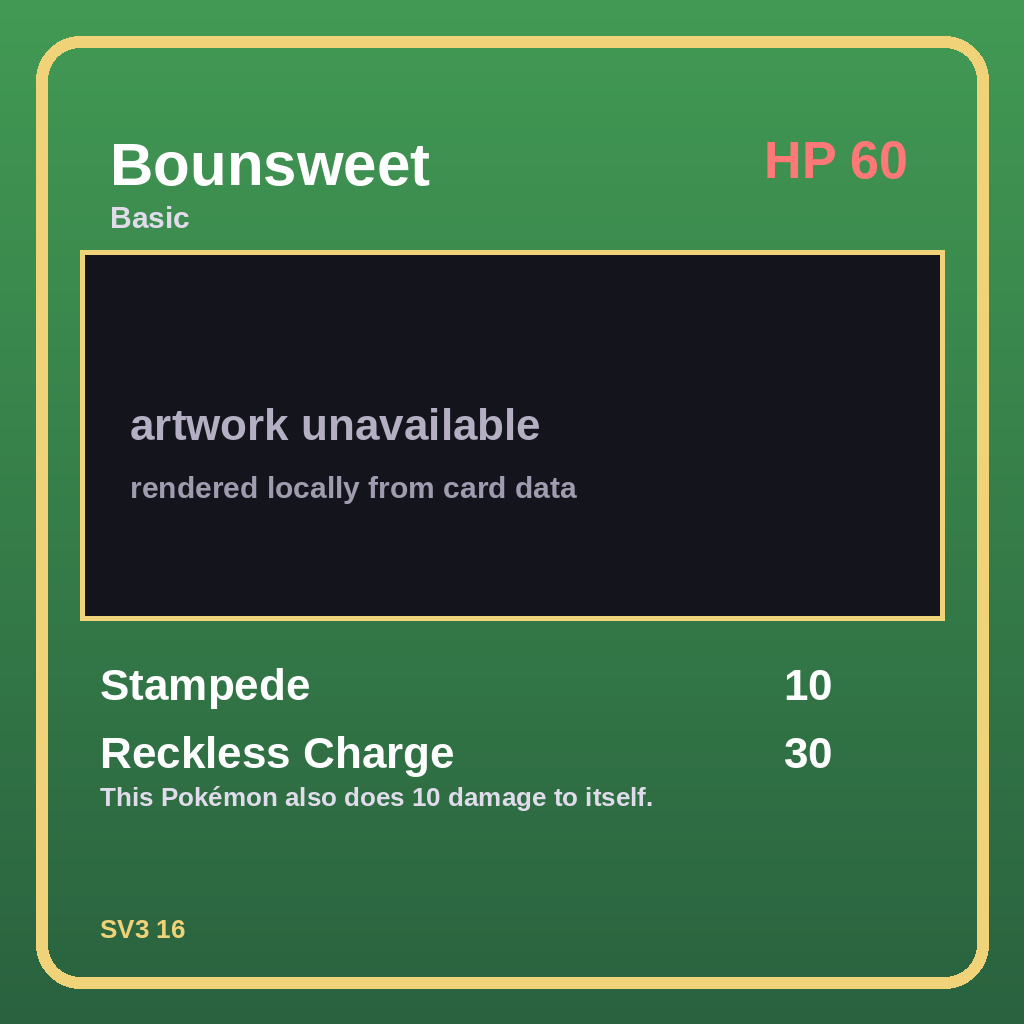 Bounsweet
HP 60
Basic
artwork unavailable
rendered locally from card data
Stampede 10
Reckless Charge 30
This Pokémon also does 10 damage to itself.
SV3 16